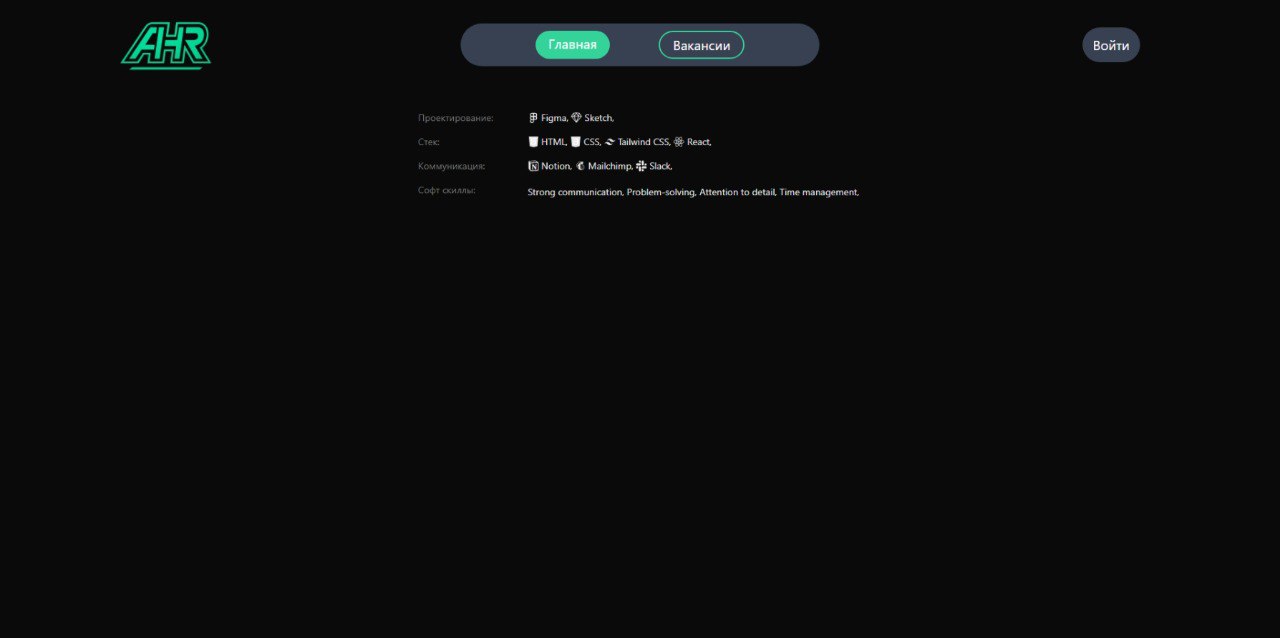 AHR
Главная
Вакансии
Войти
Проектирование: Figma, Sketch,
Стек: HTML, CSS, Tailwind CSS, React,
Коммуникация: Notion, Mailchimp, Slack,
Софт скиллы: Strong communication, Problem-solving, Attention to detail, Time management,